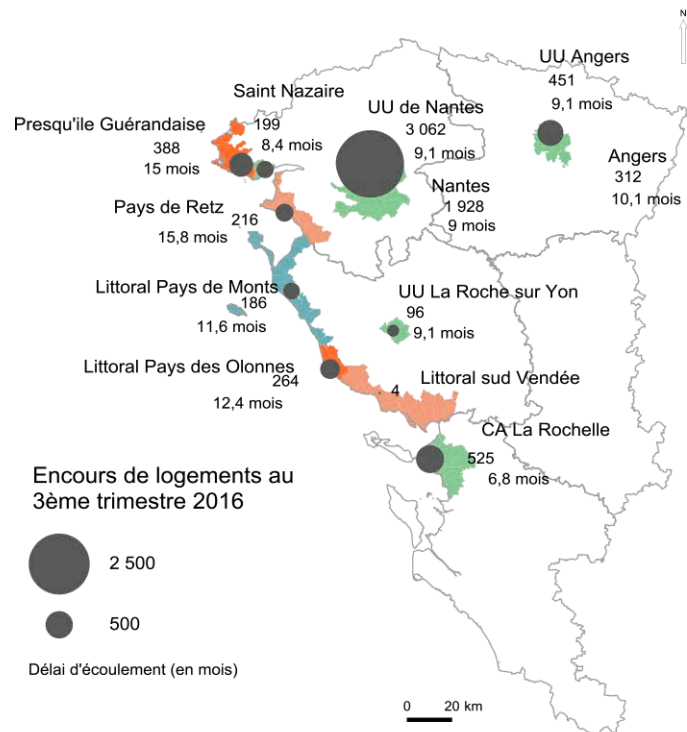 N
UU Angers
451
9,1 mois
Saint Nazaire
199
8,4 mois
UU de Nantes
3 062
9,1 mois
Presqu'ile Guérandaise
388
15 mois
Angers
312
10,1 mois
Nantes
1 928
9 mois
Pays de Retz
216
15,8 mois
Littoral Pays de Monts
186
11,6 mois
UU La Roche sur Yon
96
9,1 mois
Littoral Pays des Olonnes
264
12,4 mois
4
Littoral sud Vendée
CA La Rochelle
525
6,8 mois
Encours de logements au
3ème trimestre 2016
2 500
500
Délai d'écoulement (en mois)
0 20 km